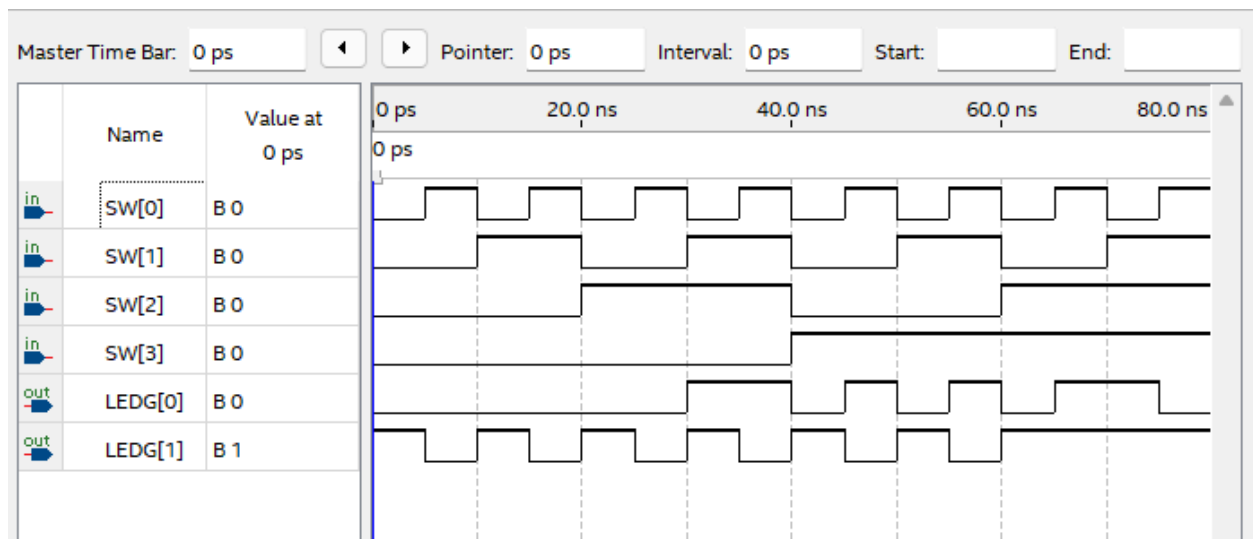 Master Time Bar: 0 ps Pointer: 0 ps Interval: 0 ps Start: End:
Name
Value at
0 ps
0 ps 20.0 ns 40.0 ns 60.0 ns 80.0 ns
0 ps
in SW[0] B 0
in SW[1] B 0
in SW[2] B 0
in SW[3] B 0
out LEDG[0] B 0
out LEDG[1] B 1